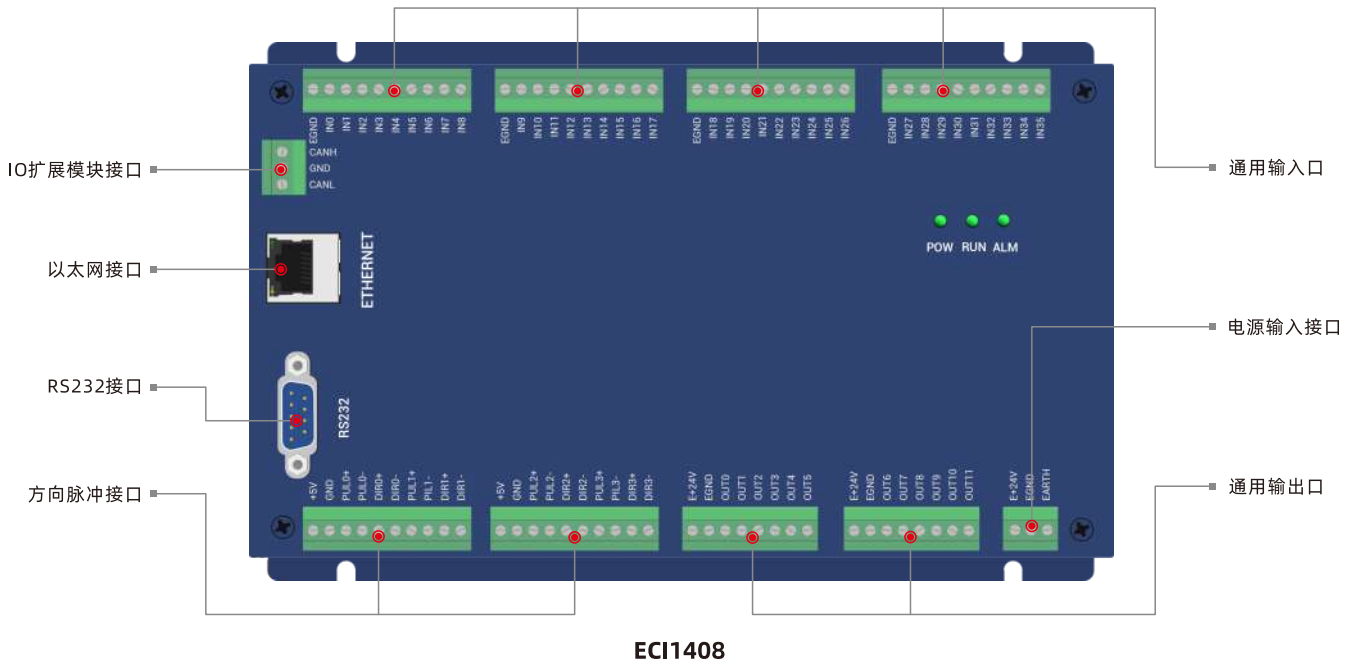 EGND IN0 IN1 IN2 IN3 IN4 IN5 IN6 IN7 IN8
EGND IN9 IN10 IN11 IN12 IN13 IN14 IN15 IN16 IN17
EGND IN18 IN19 IN20 IN21 IN22 IN23 IN24 IN25 IN26
EGND IN27 IN28 IN29 IN30 IN31 IN32 IN33 IN34 IN35
IO扩展模块接口
CANH
GND
CANL
通用输入口
POW RUN ALM
以太网接口
ETHERNET
电源输入接口
RS232接口
RS232
方向脉冲接口
+5V GND PUL0+ PUL0- DIR0+ DIR0- PUL1+ PIL1- DIR1+ DIR1-
+5V GND PUL2+ PUL2- DIR2+ DIR2- PUL3+ PIL3- DIR3+ DIR3-
E+24V EGND OUT0 OUT1 OUT2 OUT3 OUT4 OUT5
E+24V EGND OUT6 OUT7 OUT8 OUT9 OUT10 OUT11
E+24V EGND EARTH
通用输出口
ECI1408